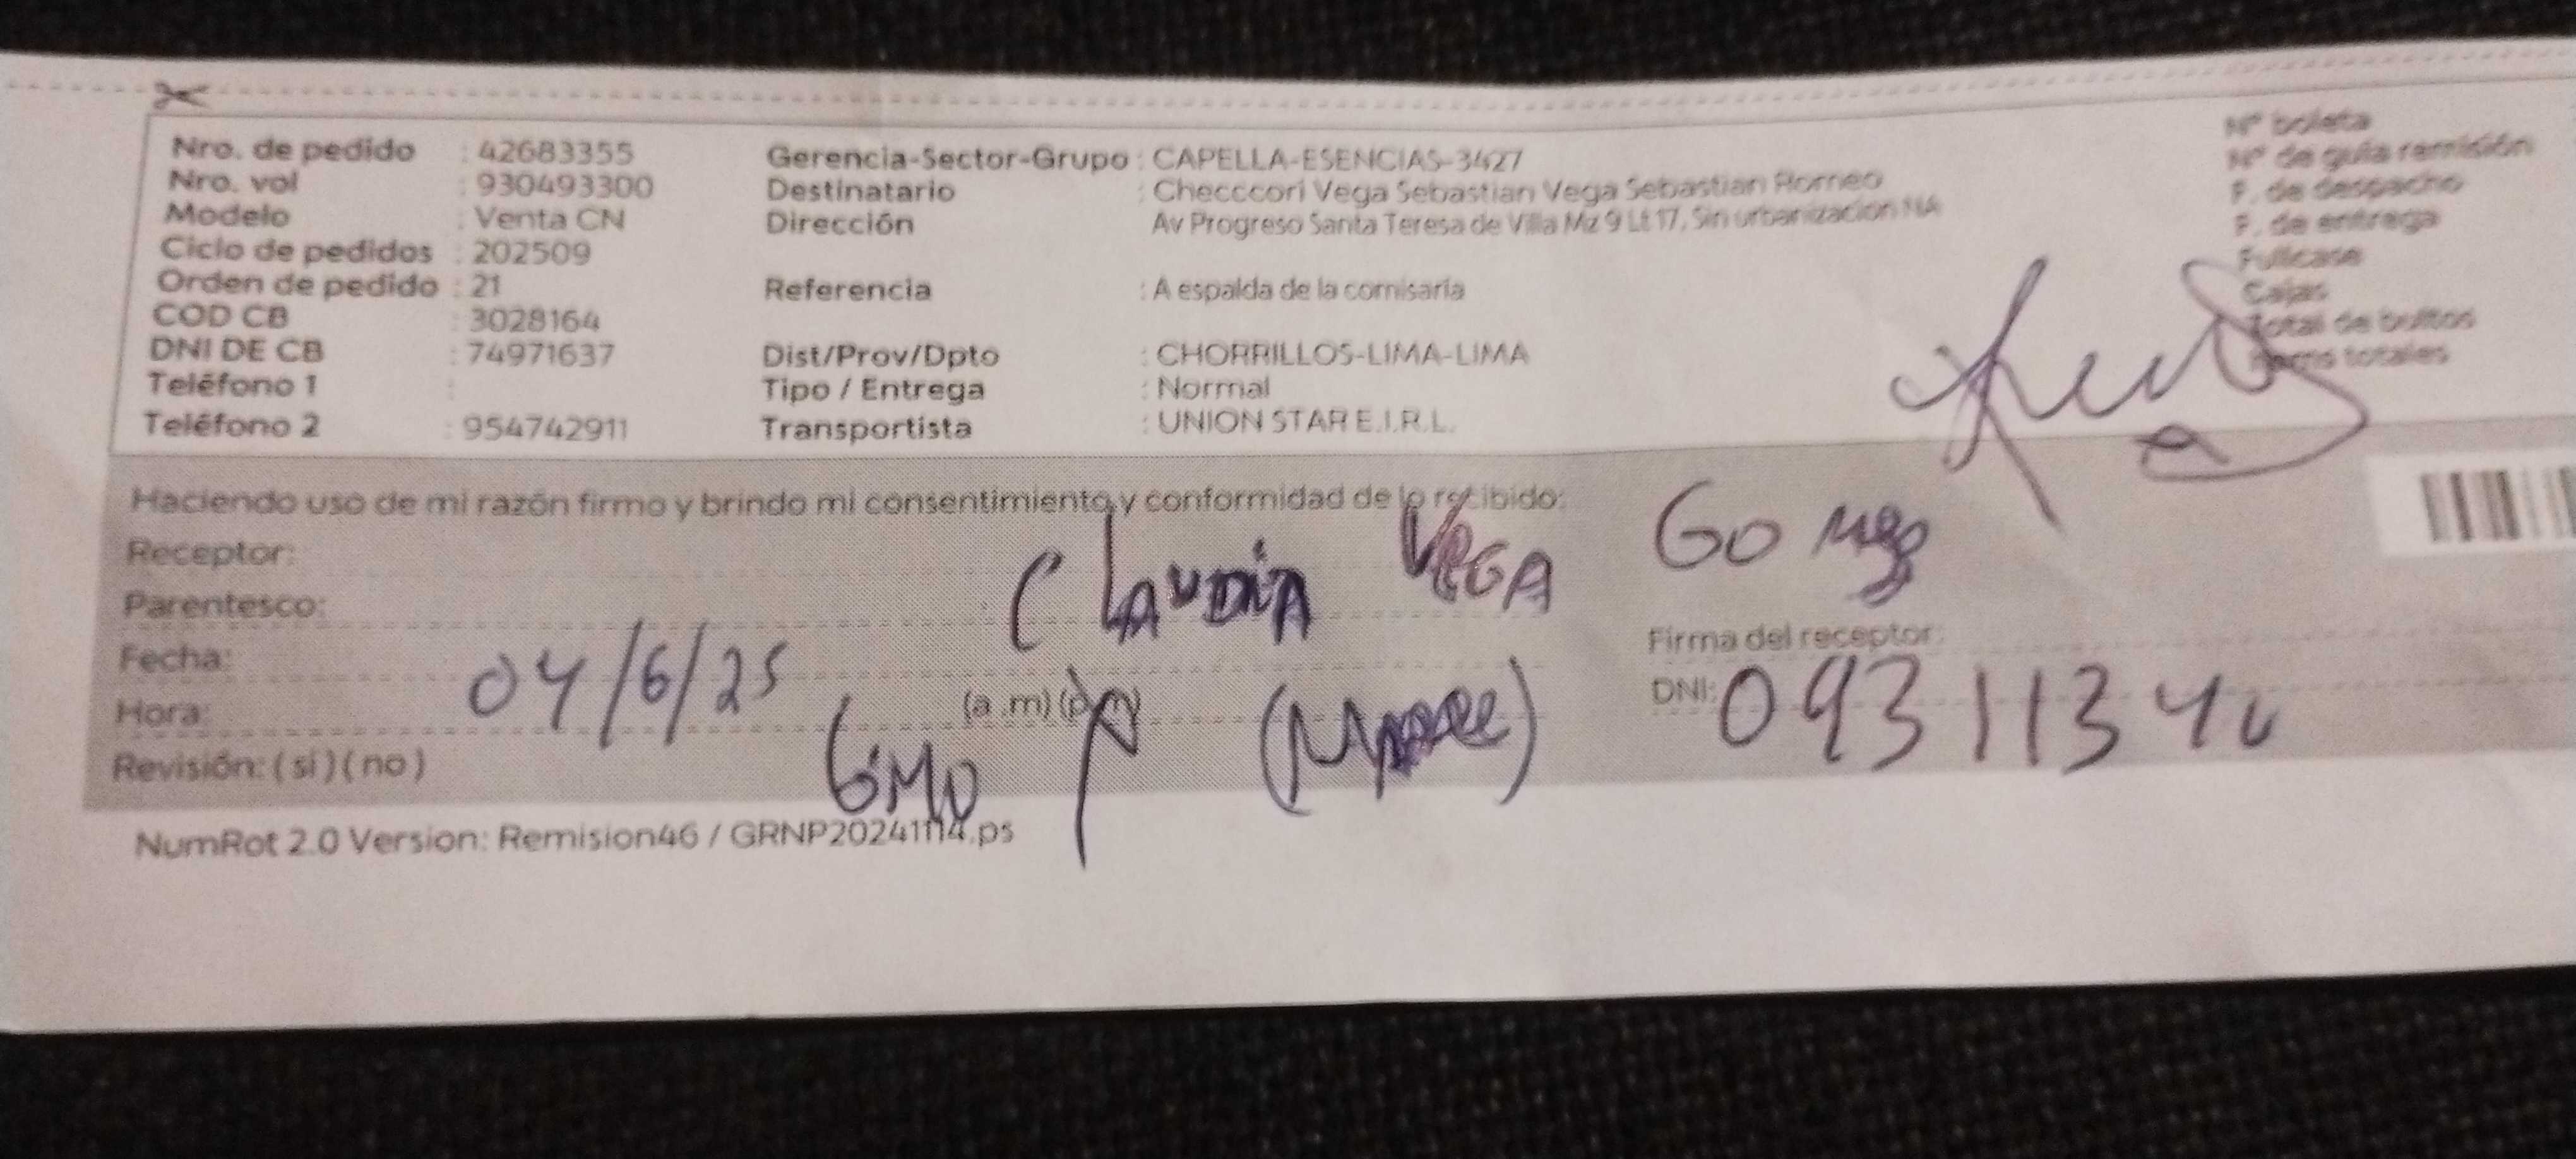 Nro. de pedido : 42683355 Gerencia-Sector-Grupo : CAPELLA-ESENCIAS-3427 Nº boleta
Nro. vol : 930493300 Destinatario : Checccori Vega Sebastian Vega Sebastian Romeo Nº de guía remisión
Modelo : Venta CN Dirección : Av Progreso Santa Teresa de Villa Mz 9 Lt 17, Sin urbanizacion NA F. de despacho
Ciclo de pedidos : 202509 F. de entrega
Orden de pedido : 21 Referencia : A espalda de la comisaría Fullcase
COD CB : 3028164 Cajas
DNI DE CB : 74971637 Dist/Prov/Dpto : CHORRILLOS-LIMA-LIMA Total de bultos
Teléfono 1 : Tipo / Entrega : Normal Items totales
Teléfono 2 : 954742911 Transportista : UNION STAR E.I.R.L.
Haciendo uso de mi razón firmo y brindo mi consentimiento y conformidad de lo recibido:
Receptor: CLAUDIA VEGA GOMEZ
Parentesco: Firma del receptor:
Fecha: 04/6/25 DNI: 0931134
Hora: (a .m) (p.m) (MADRE)
Revisión: ( si ) ( no )
NumRot 2.0 Version: Remision46 / GRNP20241114.ps